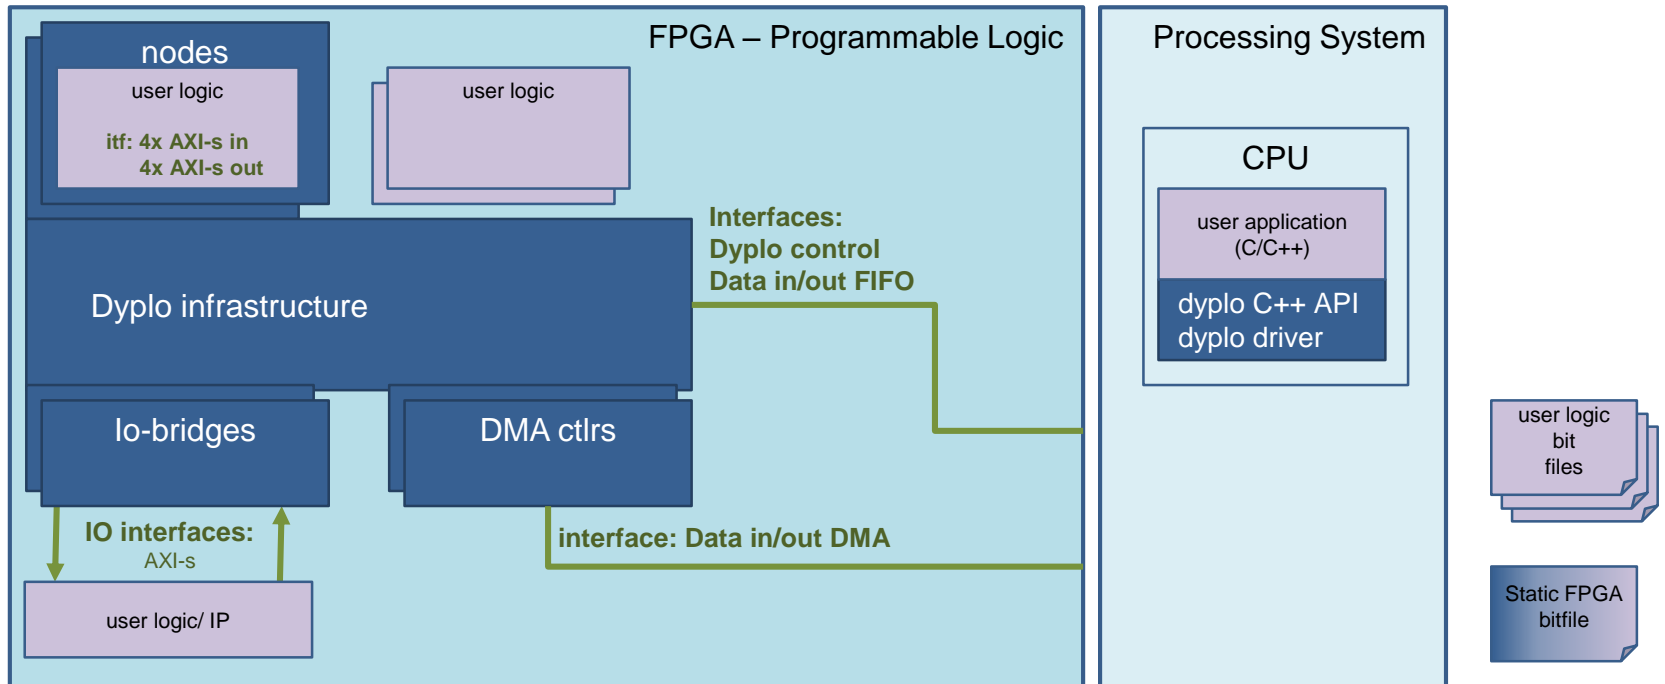 FPGA – Programmable Logic
Processing System
nodes
user logic
itf: 4x AXI-s in
4x AXI-s out
user logic
Interfaces:
Dyplo control
Data in/out FIFO
CPU
user application
(C/C++)
dyplo C++ API
dyplo driver
Dyplo infrastructure
Io-bridges
DMA ctlrs
IO interfaces:
AXI-s
interface: Data in/out DMA
user logic/ IP
user logic
bit
files
Static FPGA
bitfile